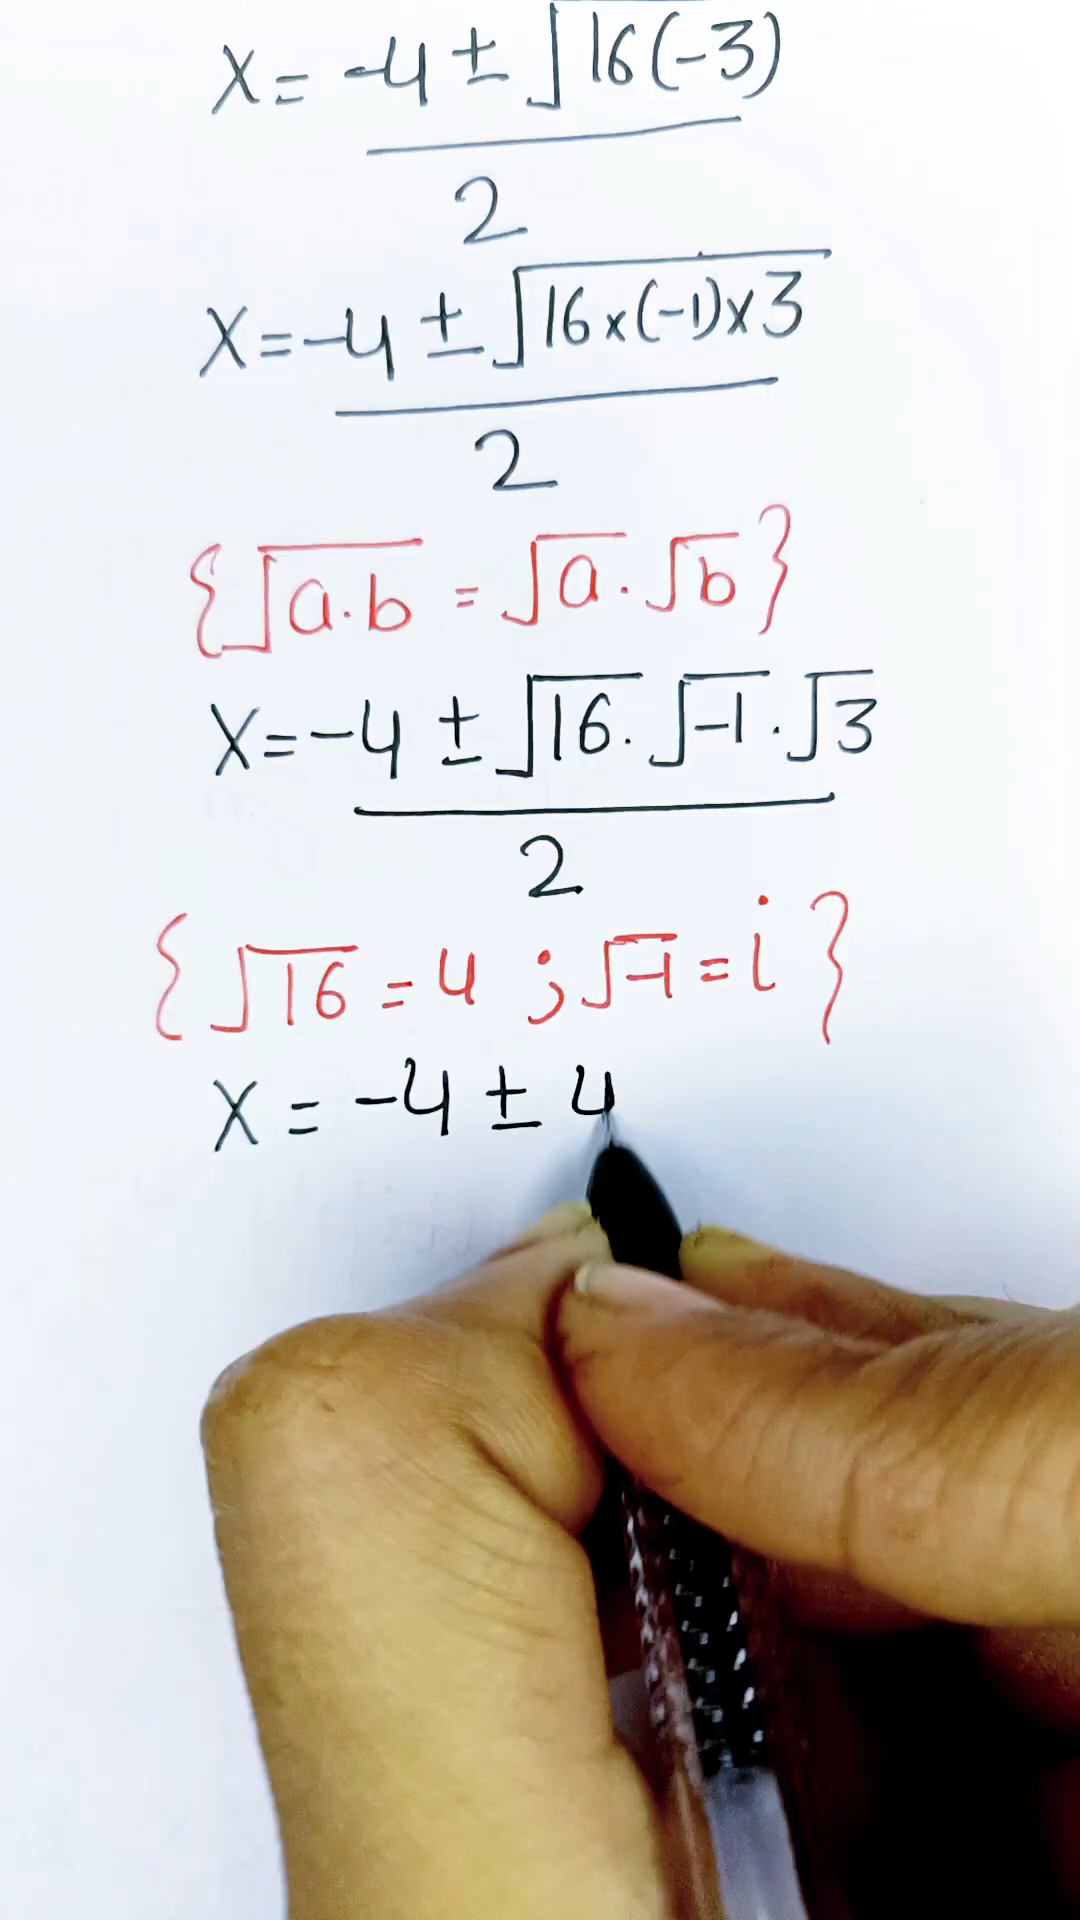 X = -4 ± √16(-3)
2
X = -4 ± √16×(-1)×3
2
{√a.b = √a . √b}
X = -4 ± √16 . √-1 . √3
2
{√16 = 4 ; √-1 = i}
X = -4 ± 4